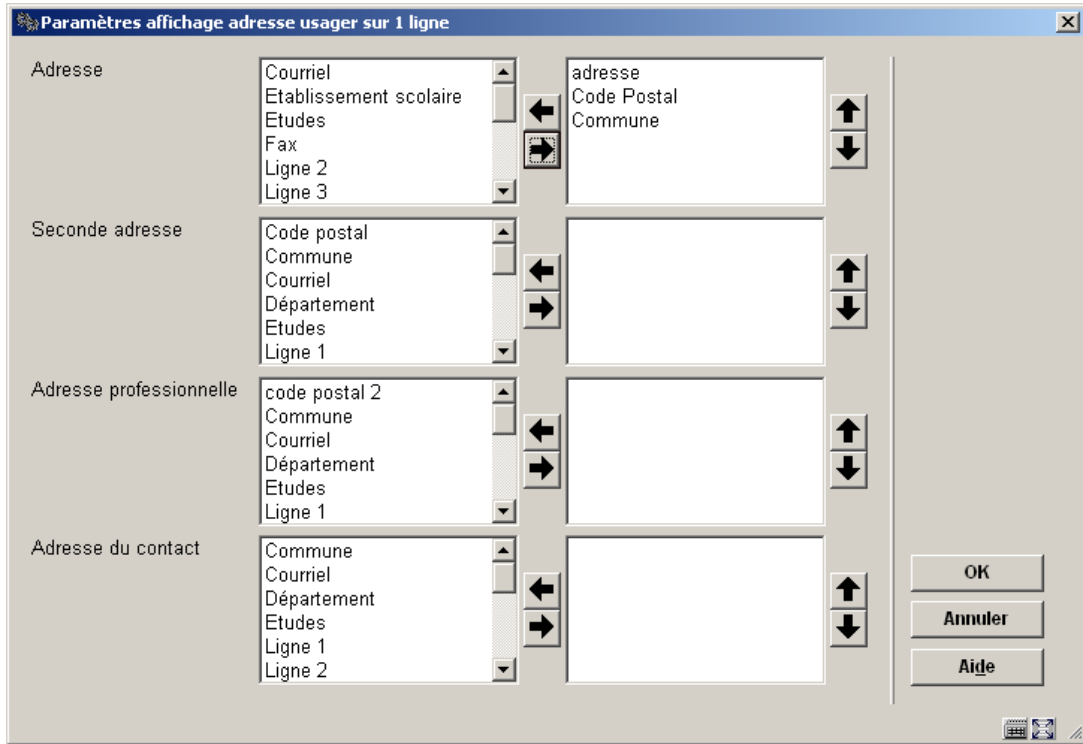 Paramètres affichage adresse usager sur 1 ligne
Adresse
Courriel
Etablissement scolaire
Etudes
Fax
Ligne 2
Ligne 3
adresse
Code Postal
Commune
Seconde adresse
Code postal
Commune
Courriel
Département
Etudes
Ligne 1
Adresse professionnelle
code postal 2
Commune
Courriel
Département
Etudes
Ligne 1
Adresse du contact
Commune
Courriel
Département
Etudes
Ligne 1
Ligne 2
OK
Annuler
Aide